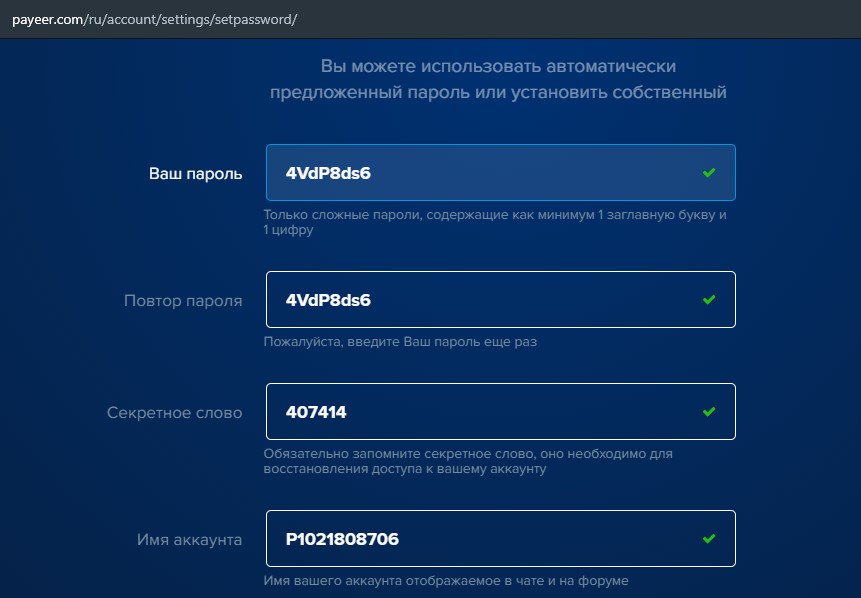 payeer.com/ru/account/settings/setpassword/
Вы можете использовать автоматически
предложенный пароль или установить собственный
Ваш пароль
4VdP8ds6
Только сложные пароли, содержащие как минимум 1 заглавную букву и
1 цифру
Повтор пароля
4VdP8ds6
Пожалуйста, введите Ваш пароль еще раз
Секретное слово
407414
Обязательно запомните секретное слово, оно необходимо для
восстановления доступа к вашему аккаунту
Имя аккаунта
P1021808706
Имя вашего аккаунта отображаемое в чате и на форуме